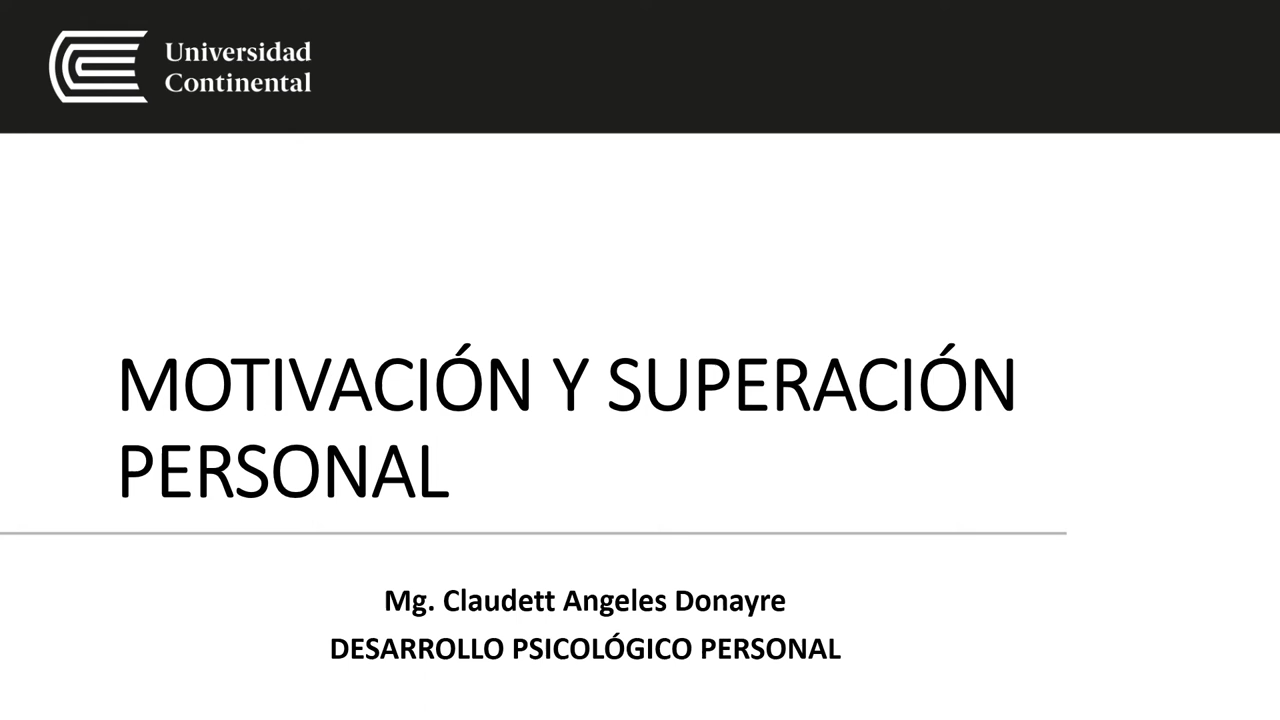 Universidad
Continental
MOTIVACIÓN Y SUPERACIÓN
PERSONAL
Mg. Claudett Angeles Donayre
DESARROLLO PSICOLÓGICO PERSONAL